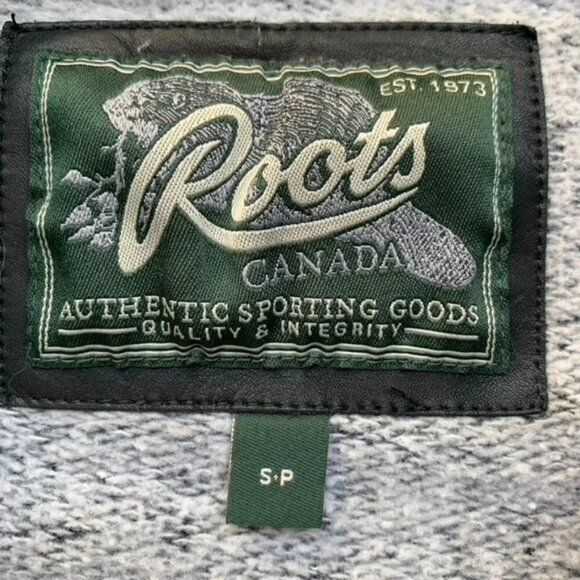 EST. 1973
Roots
CANADA
AUTHENTIC SPORTING GOODS
QUALITY & INTEGRITY
S·P